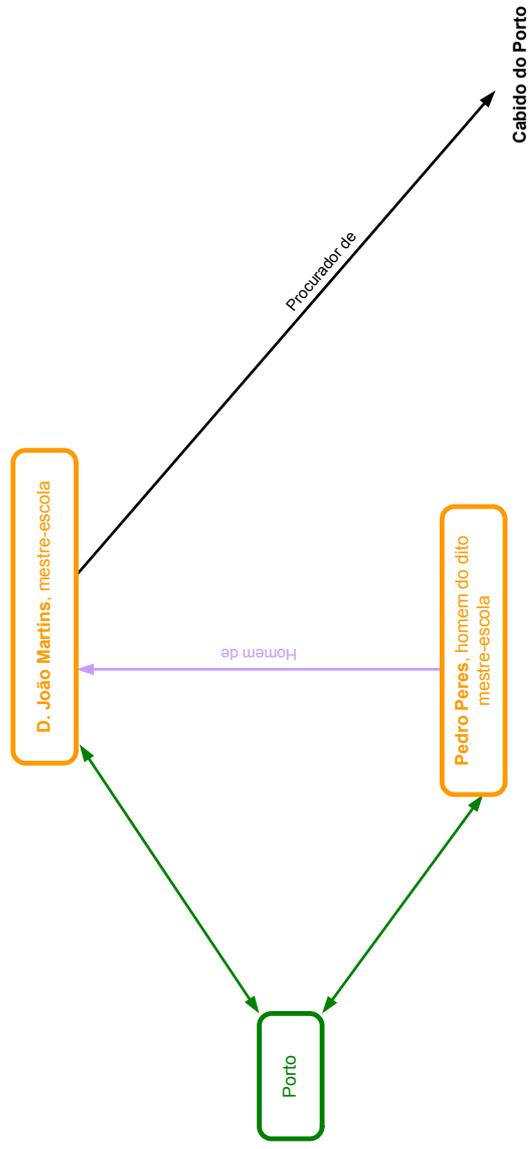 D. João Martins, mestre-escola
Procurador de
Cabido do Porto
Homem de
Pedro Peres, homem do dito
mestre-escola
Porto